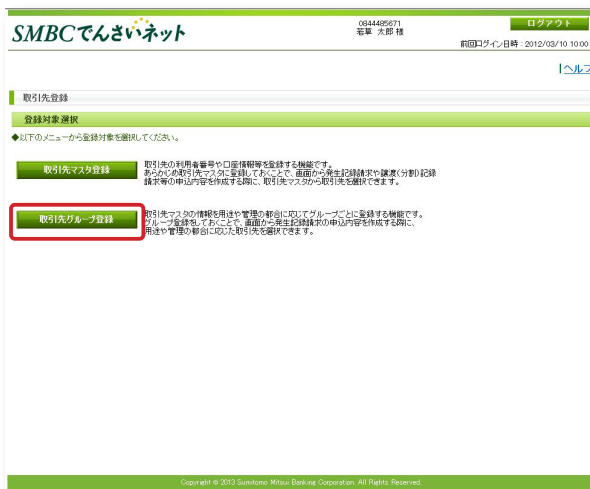 SMBCでんさいネット
0844485671
若草 太郎 様
ログアウト
前回ログイン日時:2012/03/10 10:00
ヘルプ
取引先登録
登録対象選択
◆以下のメニューから登録対象を選択してください。
取引先マスタ登録
取引先の利用者番号や口座情報等を登録する機能です。
あらかじめ取引先マスタに登録しておくことで、画面から発生記録請求や譲渡(分割)記録
請求等の申込内容を作成する際に、取引先マスタから取引先を選択できます。
取引先グループ登録
取引先マスタの情報を用途や管理の都合に応じてグループごとに登録する機能です。
グループ登録をしておくことで、画面から発生記録請求の申込内容を作成する際に、
用途や管理の都合に応じた取引先を選択できます。
Copyright © 2013 Sumitomo Mitsui Banking Corporation. All Rights Reserved.